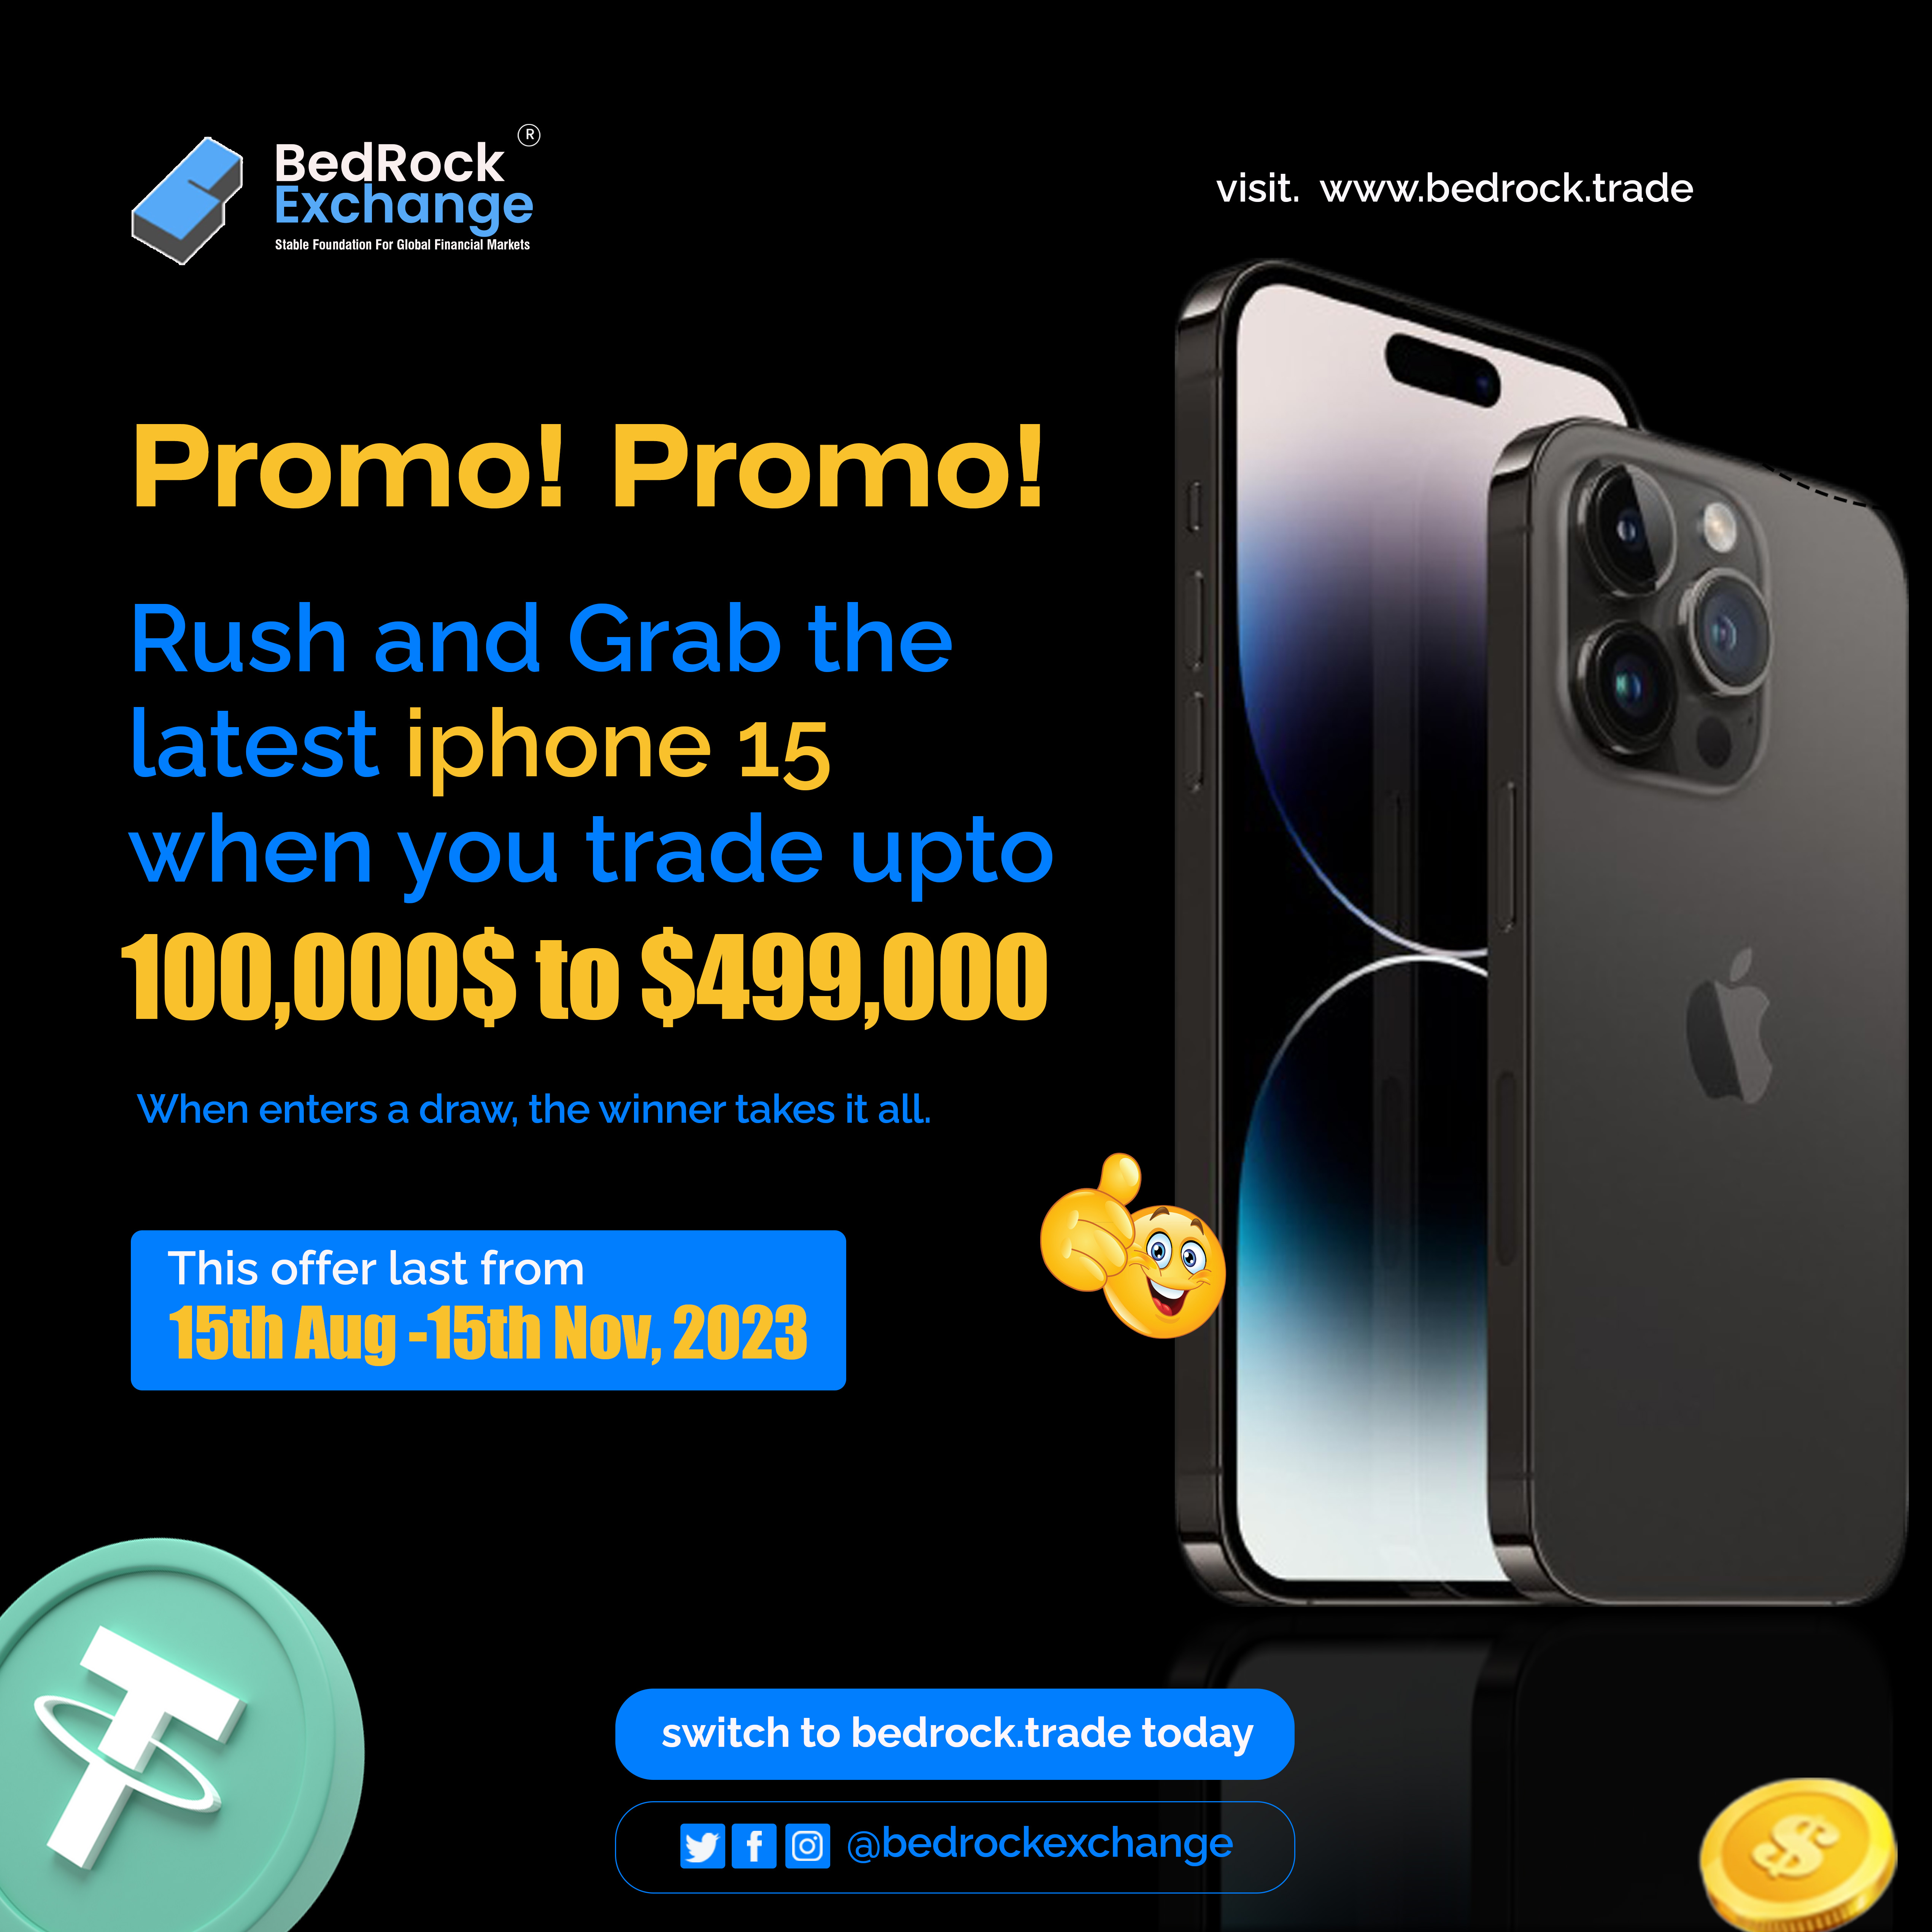 BedRock ®
Exchange
Stable Foundation For Global Financial Markets
visit. www.bedrock.trade
Promo! Promo!
Rush and Grab the
latest iphone 15
when you trade upto
100,000$ to $499,000
When enters a draw, the winner takes it all.
This offer last from
15th Aug -15th Nov, 2023
switch to bedrock.trade today
@bedrockexchange